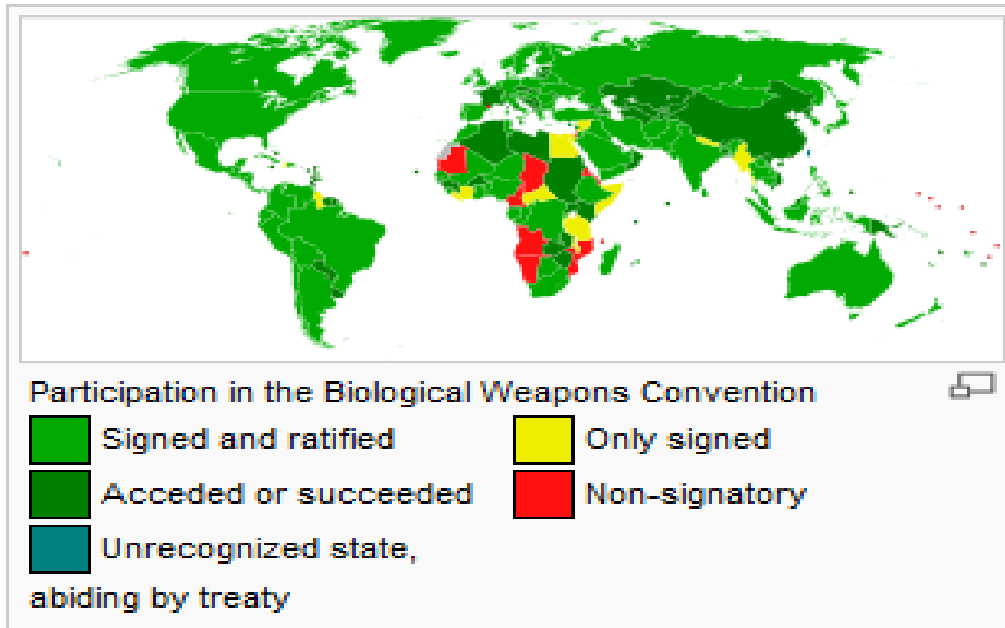 Participation in the Biological Weapons Convention
Signed and ratified
Only signed
Acceded or succeeded
Non-signatory
Unrecognized state,
abiding by treaty